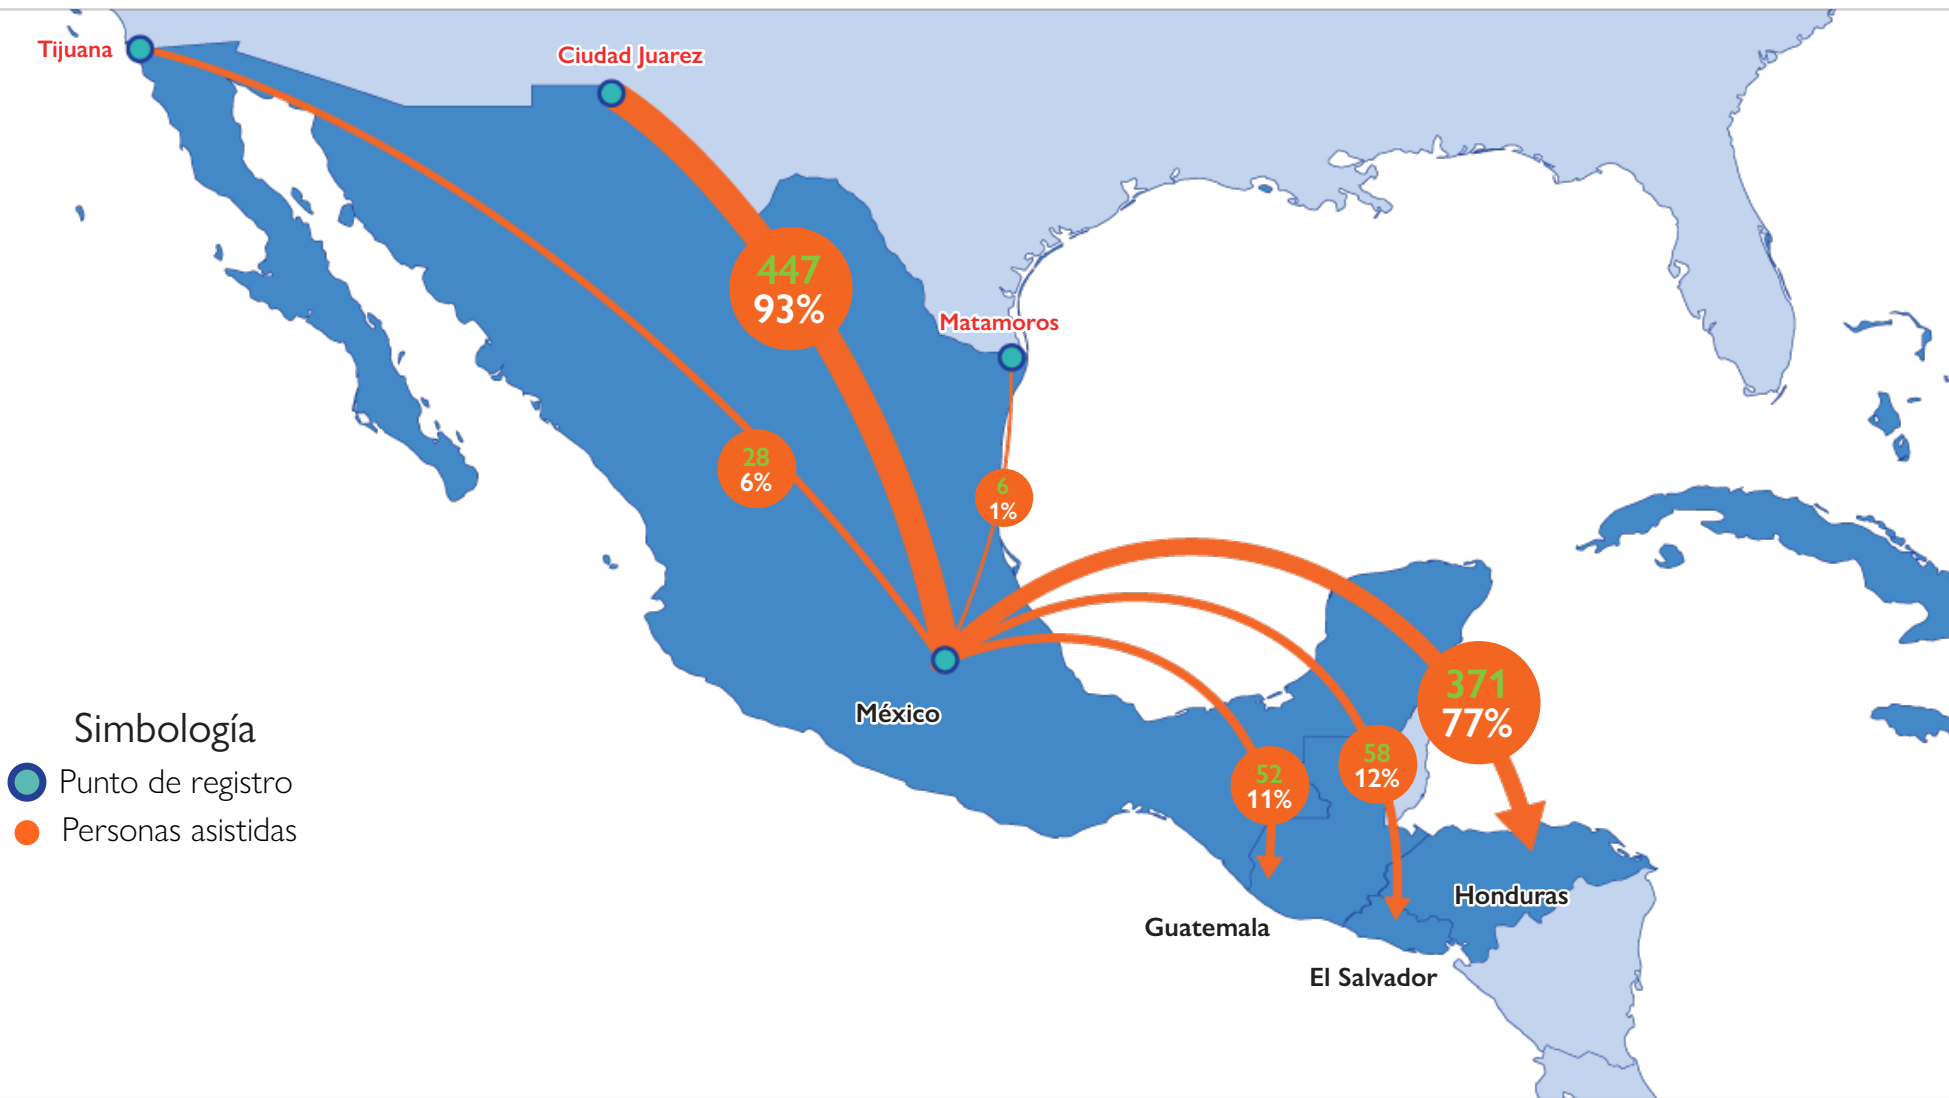 Tijuana
Ciudad Juarez
447
93%
Matamoros
28
6%
6
1%
371
77%
México
58
12%
52
11%
Honduras
Guatemala
El Salvador
Simbología
Punto de registro
Personas asistidas